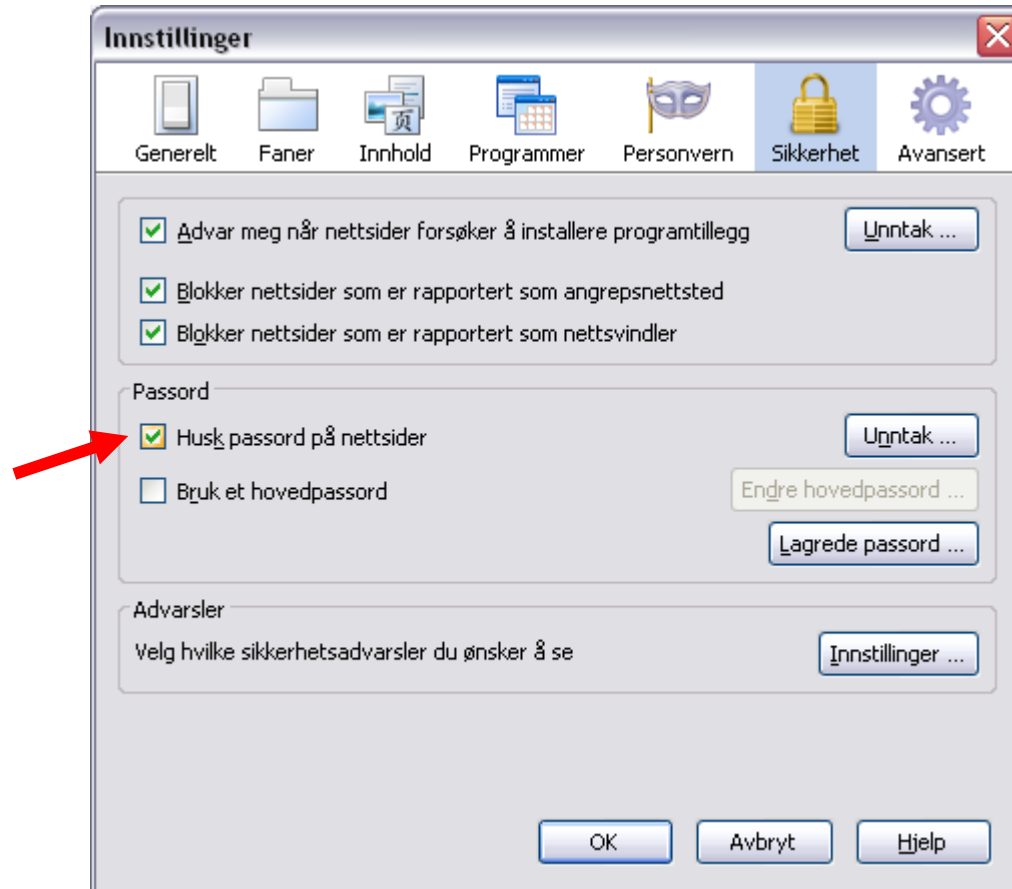 Innstillinger
Generelt Faner Innhold Programmer Personvern Sikkerhet Avansert
页
Advar meg når nettsider forsøker å installere programtillegg Unntak ...
Blokker nettsider som er rapportert som angrepsnettsted
Blokker nettsider som er rapportert som nettsvindler
Passord
Husk passord på nettsider Unntak ...
Bruk et hovedpassord Endre hovedpassord ...
Lagrede passord ...
Advarsler
Velg hvilke sikkerhetsadvarsler du ønsker å se Innstillinger ...
OK Avbryt Hjelp